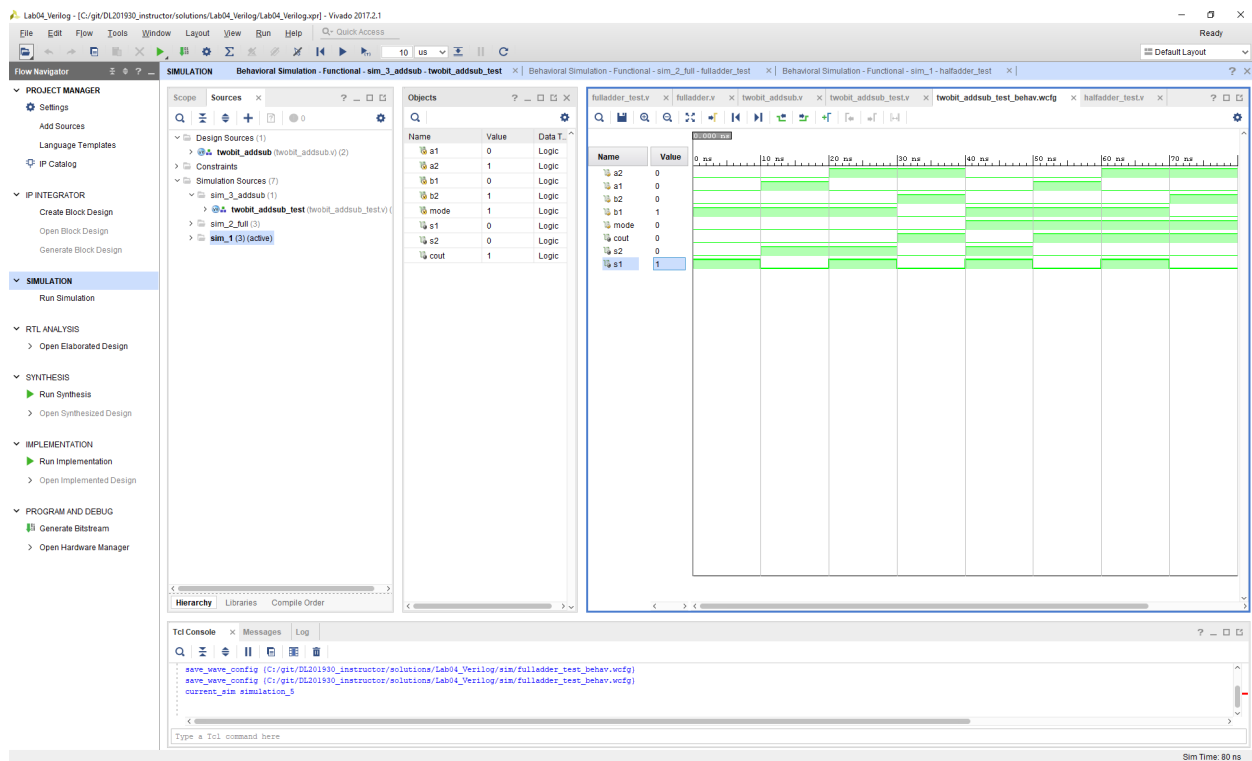 Lab04_Verilog - [C:/git/DL201930_instructor/solutions/Lab04_Verilog/Lab04_Verilog.xpr] - Vivado 2017.2.1
File Edit Flow Tools Window Layout View Run Help Quick Access
Ready
10 us
Default Layout
Flow Navigator
SIMULATION Behavioral Simulation - Functional - sim_3_addsub - twobit_addsub_test
Behavioral Simulation - Functional - sim_2_full - fulladder_test
Behavioral Simulation - Functional - sim_1 - halfadder_test
PROJECT MANAGER
Settings
Add Sources
Language Templates
IP Catalog
IP INTEGRATOR
Create Block Design
Open Block Design
Generate Block Design
SIMULATION
Run Simulation
RTL ANALYSIS
Open Elaborated Design
SYNTHESIS
Run Synthesis
Open Synthesized Design
IMPLEMENTATION
Run Implementation
Open Implemented Design
PROGRAM AND DEBUG
Generate Bitstream
Open Hardware Manager
Scope Sources
0
Design Sources (1)
twobit_addsub (twobit_addsub.v) (2)
Constraints
Simulation Sources (7)
sim_3_addsub (1)
twobit_addsub_test (twobit_addsub_test.v) (
sim_2_full (3)
sim_1 (3) (active)
Hierarchy Libraries Compile Order
Objects
Name Value Data T..
a1 0 Logic
a2 1 Logic
b1 0 Logic
b2 1 Logic
mode 1 Logic
s1 0 Logic
s2 0 Logic
cout 1 Logic
fulladder_test.v fulladder.v twobit_addsub.v twobit_addsub_test.v twobit_addsub_test_behav.wcfg halfadder_test.v
0.000 ns
Name Value
0 ns 10 ns 20 ns 30 ns 40 ns 50 ns 60 ns 70 ns
a2 0
a1 0
b2 0
b1 1
mode 0
cout 0
s2 0
s1 1
Tcl Console Messages Log
save_wave_config {C:/git/DL201930_instructor/solutions/Lab04_Verilog/sim/fulladder_test_behav.wcfg}
save_wave_config {C:/git/DL201930_instructor/solutions/Lab04_Verilog/sim/fulladder_test_behav.wcfg}
current_sim simulation_5
Type a Tcl command here
Sim Time: 80 ns